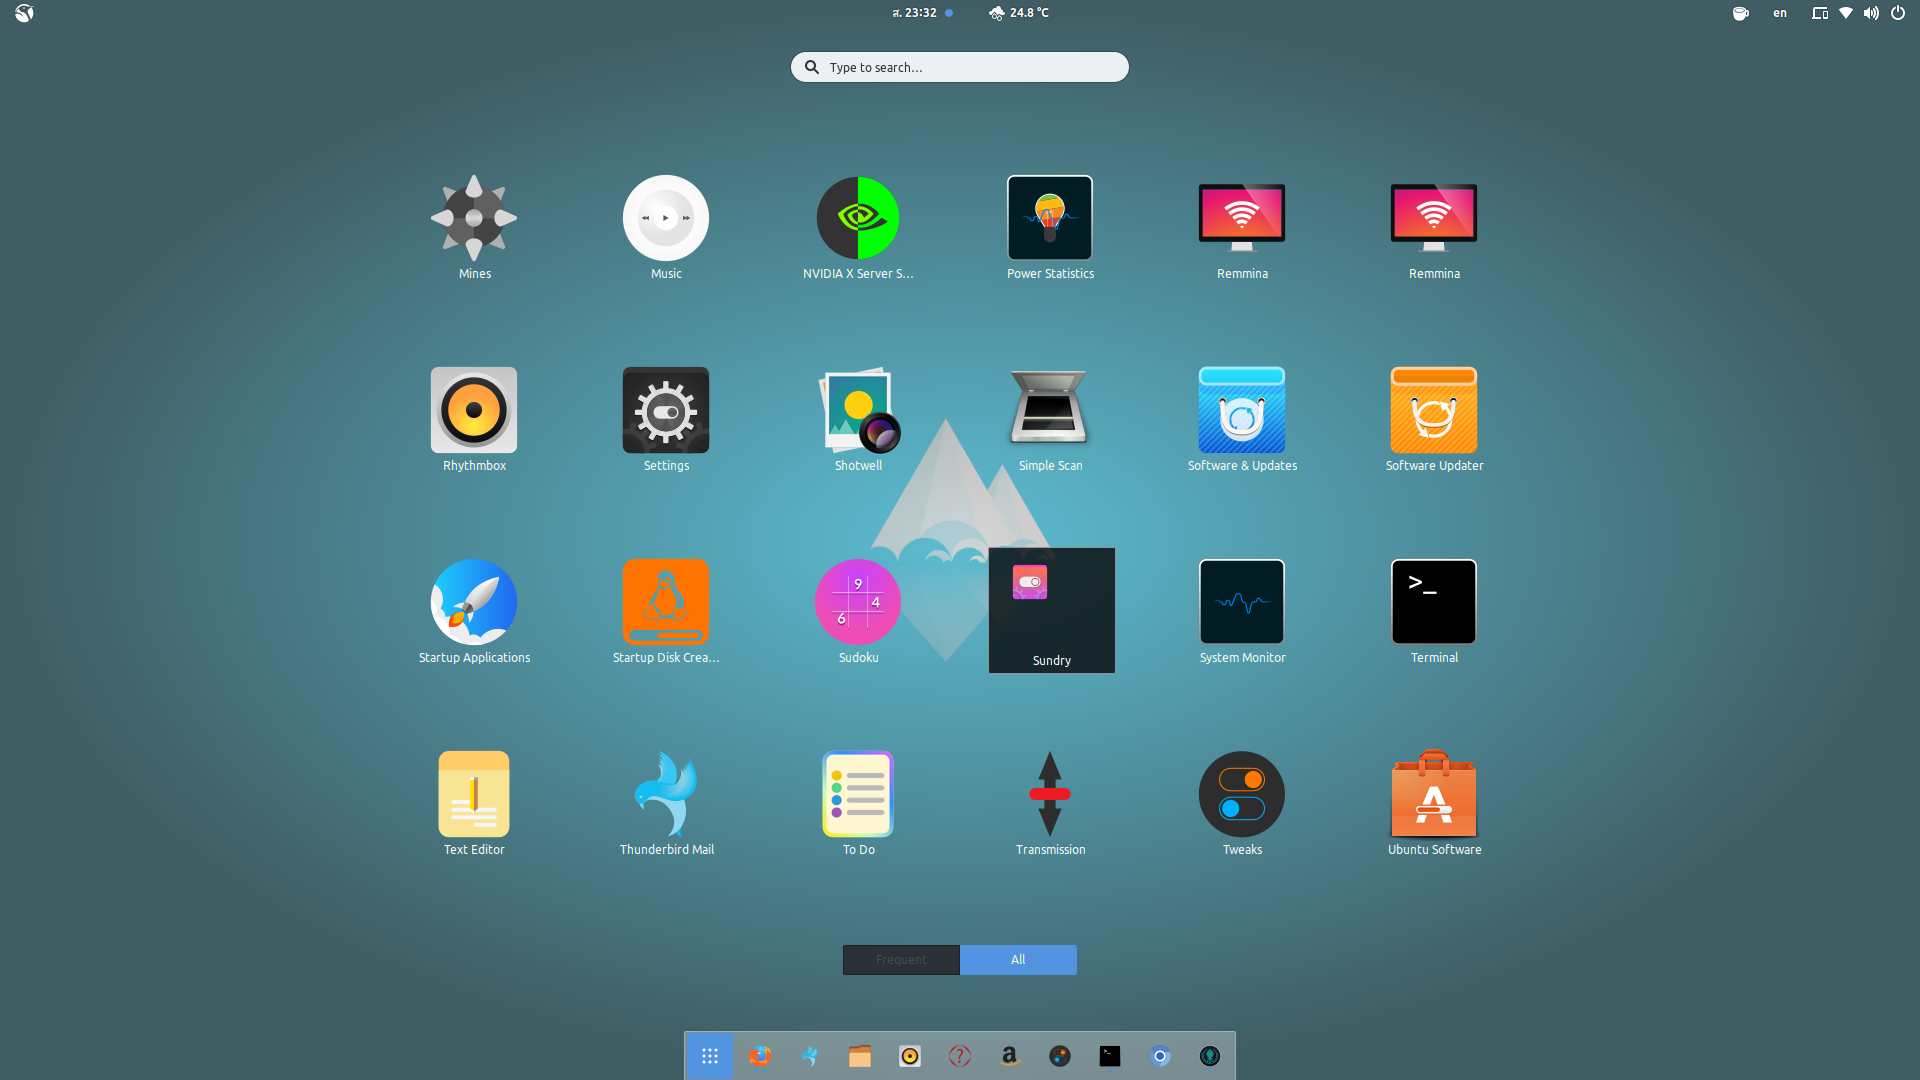 ส. 23:32
24.8 °C
en
Type to search...
Mines
Music
NVIDIA X Server S...
Power Statistics
Remmina
Remmina
Rhythmbox
Settings
Shotwell
Simple Scan
Software & Updates
Software Updater
9
4
6
>_
Startup Applications
Startup Disk Crea...
Sudoku
Sundry
System Monitor
Terminal
Text Editor
Thunderbird Mail
To Do
Transmission
Tweaks
Ubuntu Software
Frequent
All